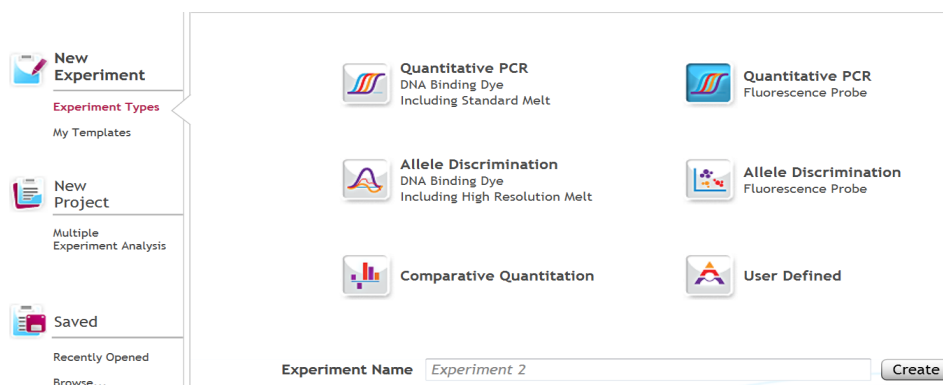 New
Experiment
Experiment Types
My Templates
New
Project
Multiple
Experiment Analysis
Saved
Recently Opened
Browse...
Quantitative PCR
DNA Binding Dye
Including Standard Melt
Quantitative PCR
Fluorescence Probe
Allele Discrimination
DNA Binding Dye
Including High Resolution Melt
Allele Discrimination
Fluorescence Probe
Comparative Quantitation
User Defined
Experiment Name Experiment 2 Create